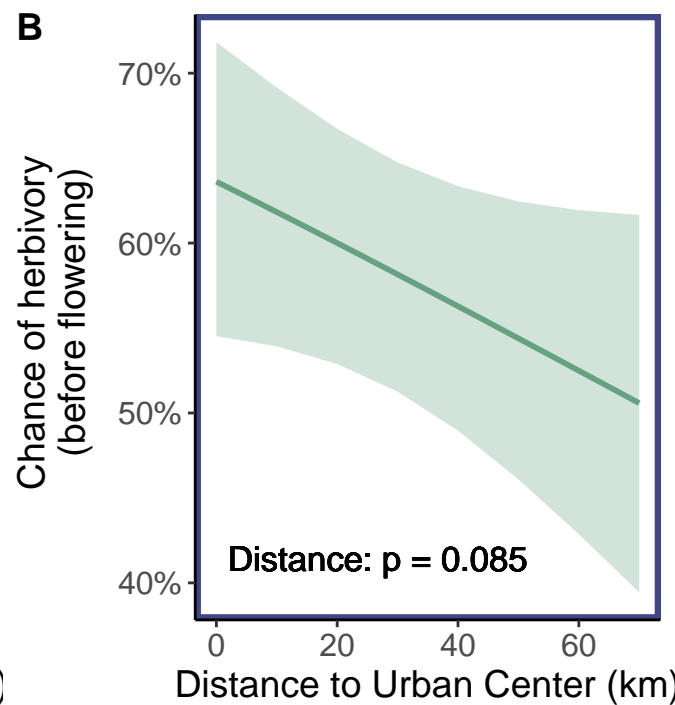 B
70%
60%
50%
40%
Chance of herbivory
(before flowering)
Distance: p = 0.085
0 20 40 60
)
Distance to Urban Center (km)